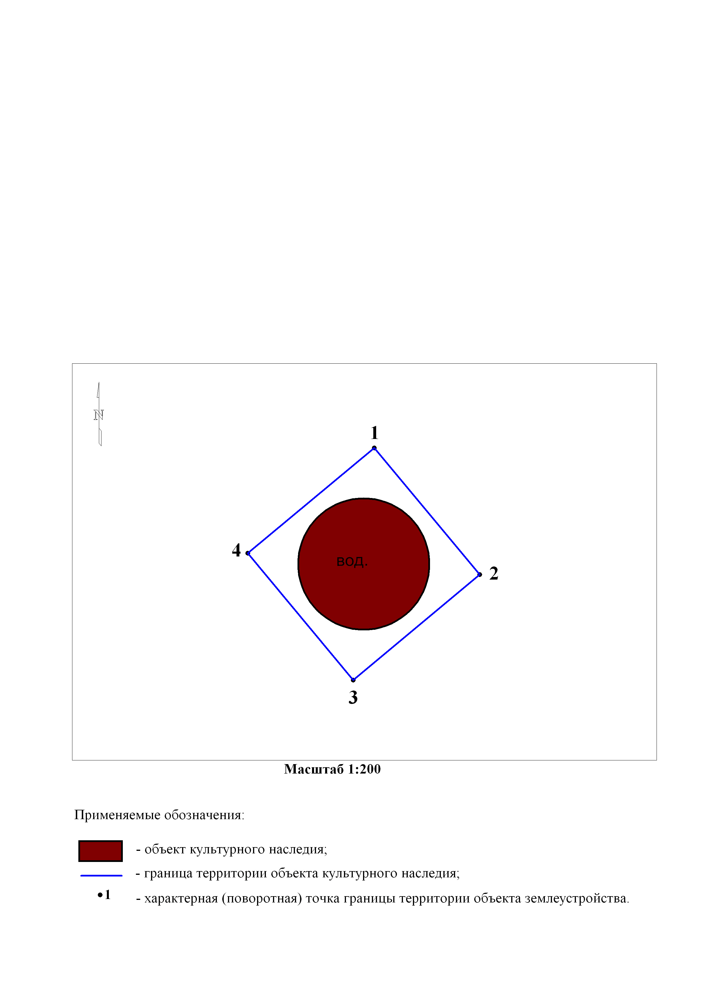 N
1
4
вод.
2
3
Масштаб 1:200
Применяемые обозначения:
- объект культурного наследия;
- граница территории объекта культурного наследия;
1 - характерная (поворотная) точка границы территории объекта землеустройства.